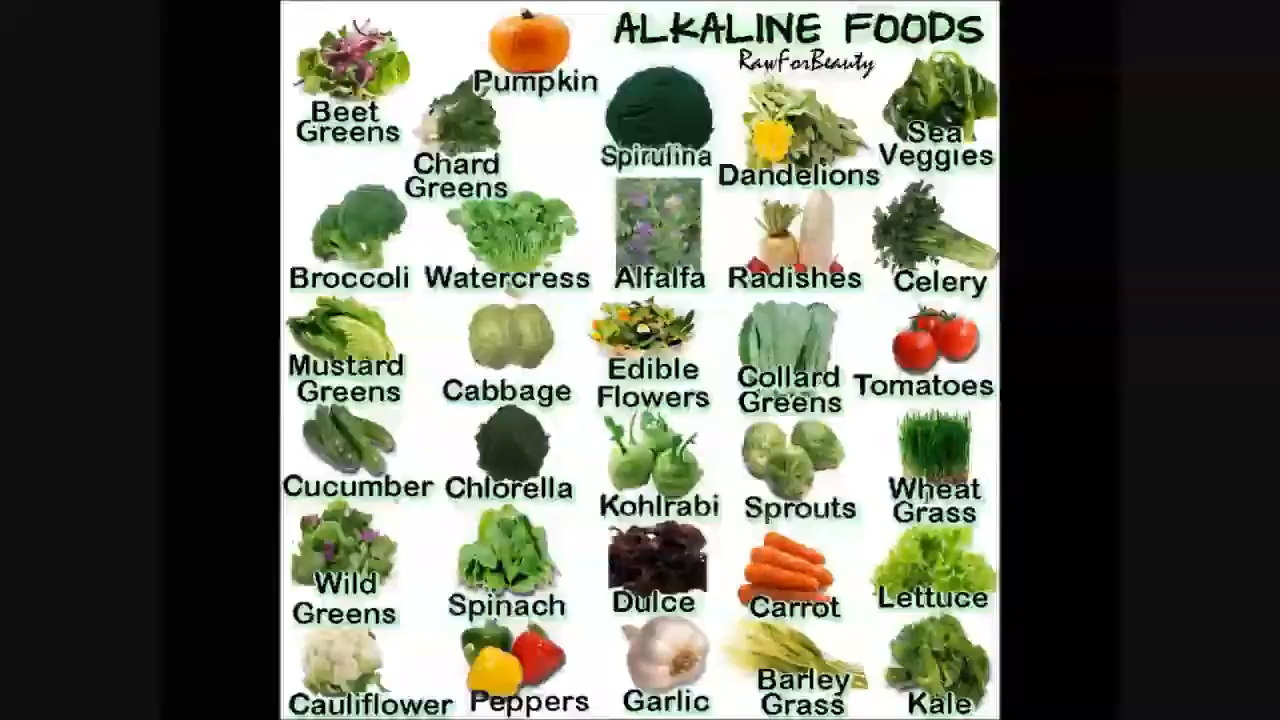 ALKALINE FOODS
RawForBeauty
Beet
Greens
Pumpkin
Chard
Greens
Spirulina
Dandelions
Sea
Veggies
Broccoli
Watercress
Alfalfa
Radishes
Celery
Mustard
Greens
Cabbage
Edible
Flowers
Collard
Greens
Tomatoes
Cucumber
Chlorella
Kohlrabi
Sprouts
Wheat
Grass
Wild
Greens
Spinach
Dulce
Carrot
Lettuce
Cauliflower
Peppers
Garlic
Barley
Grass
Kale